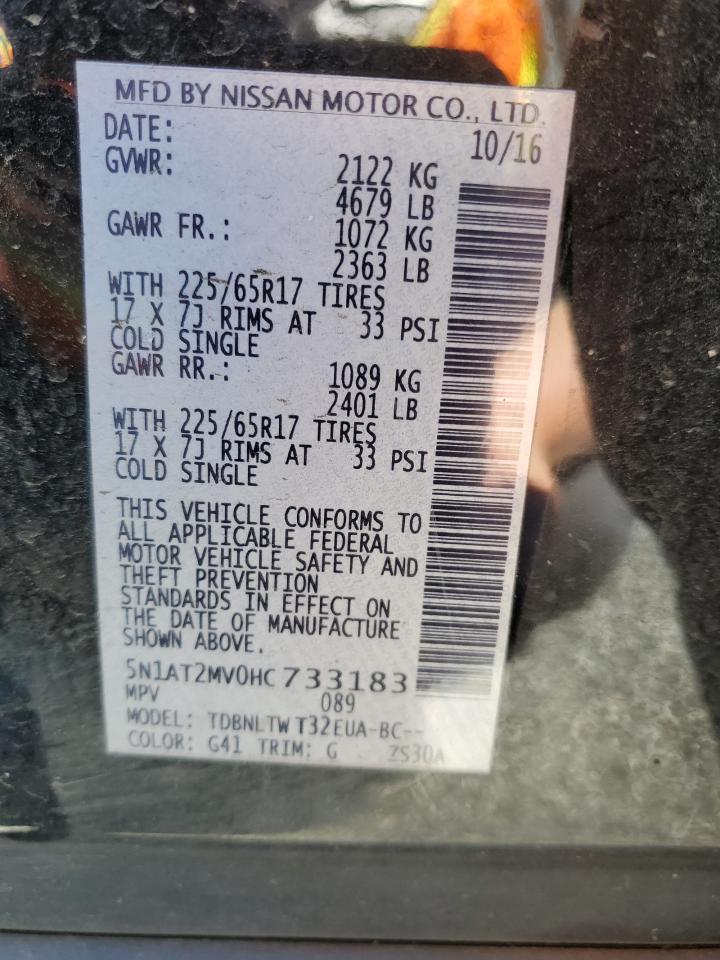 MFD BY NISSAN MOTOR CO., LTD.
DATE: 10/16
GVWR: 2122 KG
4679 LB
GAWR FR.: 1072 KG
2363 LB
WITH 225/65R17 TIRES
17 X 7J RIMS AT 33 PSI
COLD SINGLE
GAWR RR.: 1089 KG
2401 LB
WITH 225/65R17 TIRES
17 X 7J RIMS AT 33 PSI
COLD SINGLE
THIS VEHICLE CONFORMS TO
ALL APPLICABLE FEDERAL
MOTOR VEHICLE SAFETY AND
THEFT PREVENTION
STANDARDS IN EFFECT ON
THE DATE OF MANUFACTURE
SHOWN ABOVE.
5N1AT2MV0HC733183
MPV 089
MODEL: TDBNLTW T32EUA-BC--
COLOR: G41 TRIM: G ZS30A